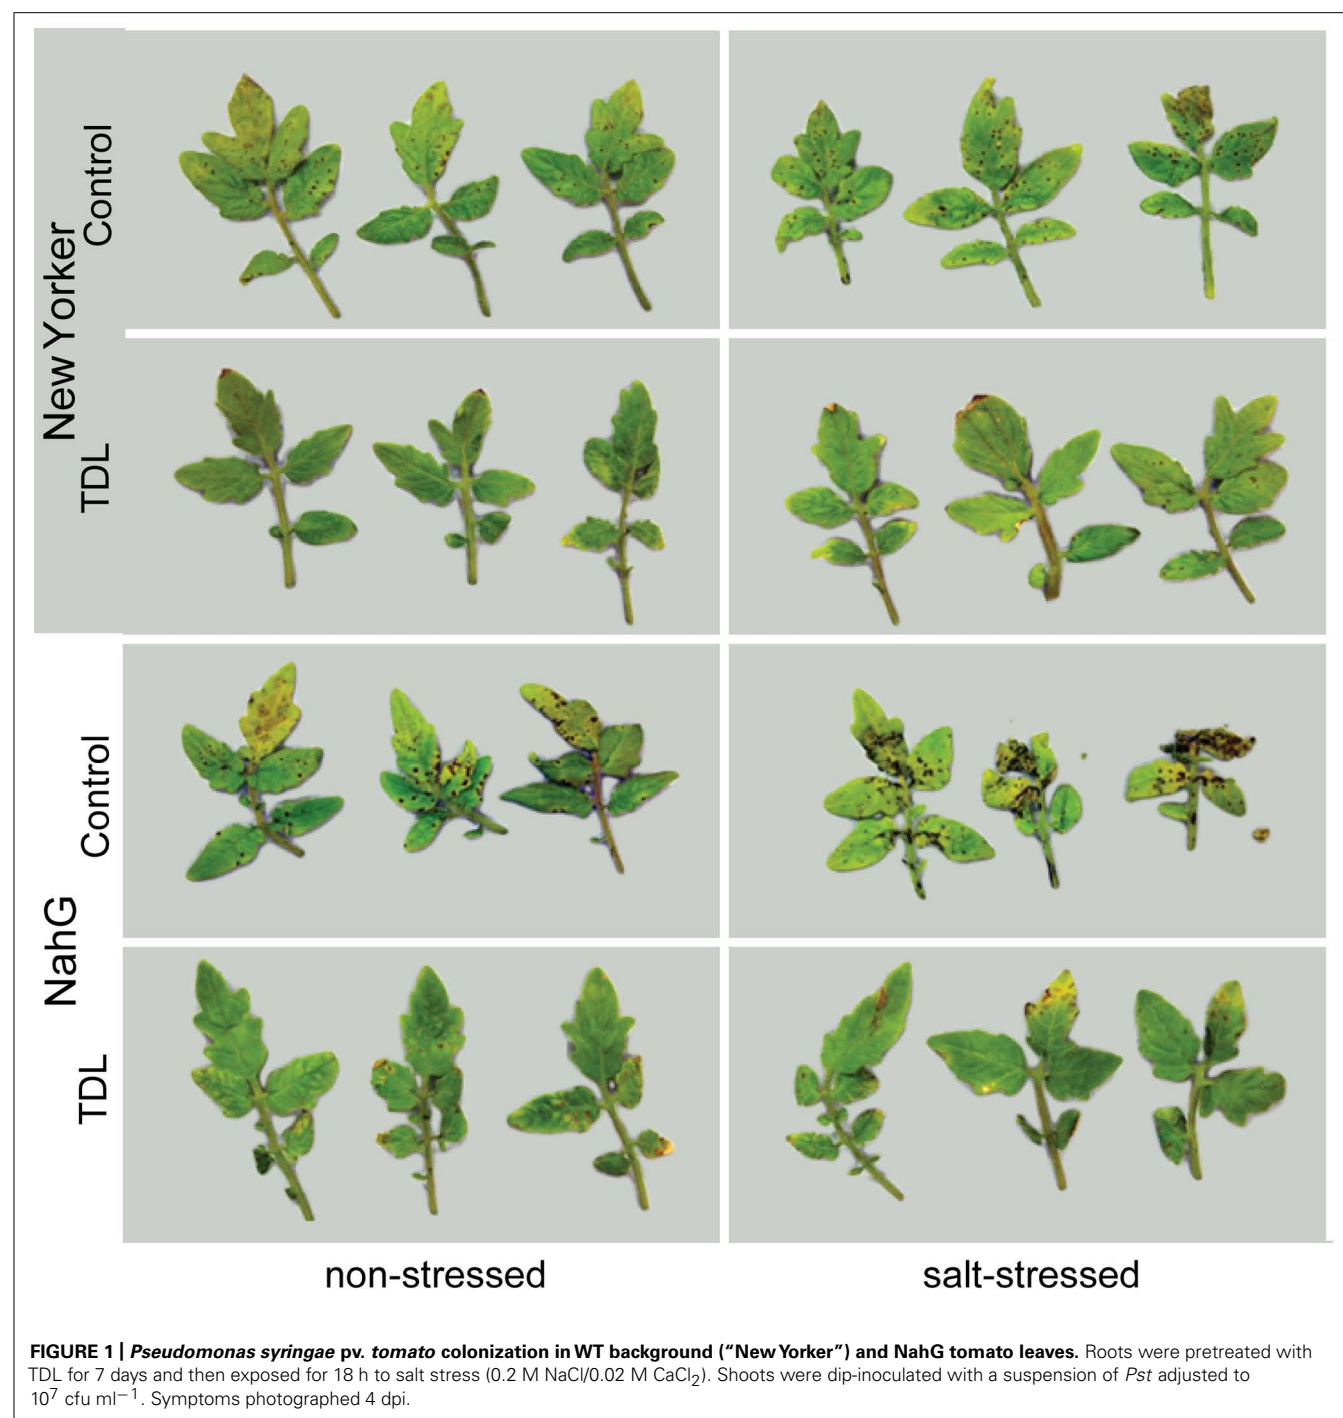 New Yorker
Control
TDL
NahG
Control
TDL
non-stressed
salt-stressed
FIGURE 1 | Pseudomonas syringae pv. tomato colonization in WT background (“New Yorker”) and NahG tomato leaves. Roots were pretreated with
TDL for 7 days and then exposed for 18 h to salt stress (0.2 M NaCl/0.02 M CaCl₂). Shoots were dip-inoculated with a suspension of Pst adjusted to
10⁷ cfu ml⁻¹. Symptoms photographed 4 dpi.